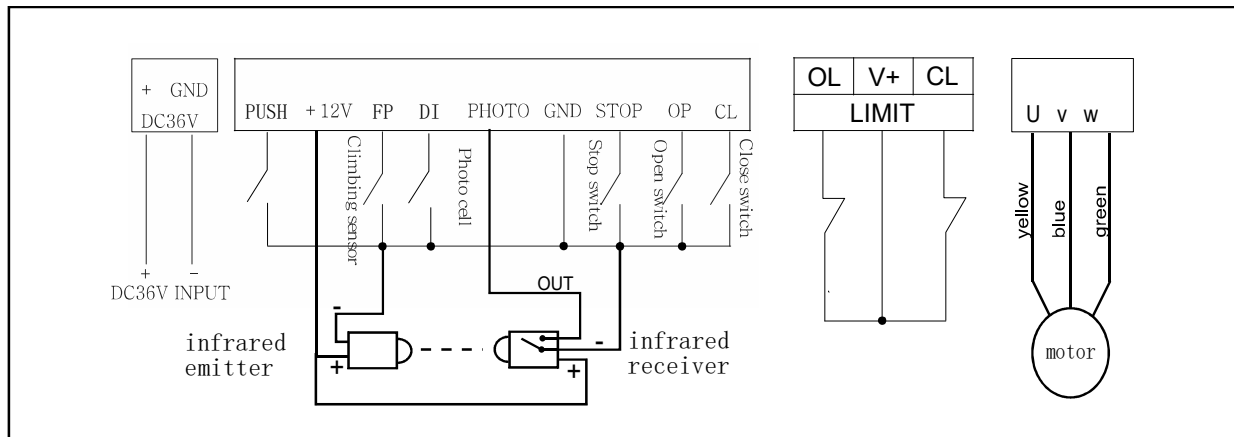 + GND
DC36V
PUSH +12V FP DI PHOTO GND STOP OP CL
OL V+ CL
LIMIT
U v w
Climbing sensor
Photo cell
Stop switch
Open switch
Close switch
yellow
blue
green
+ -
DC36V INPUT
OUT
-
infrared
emitter
+
-
infrared
receiver
+
motor